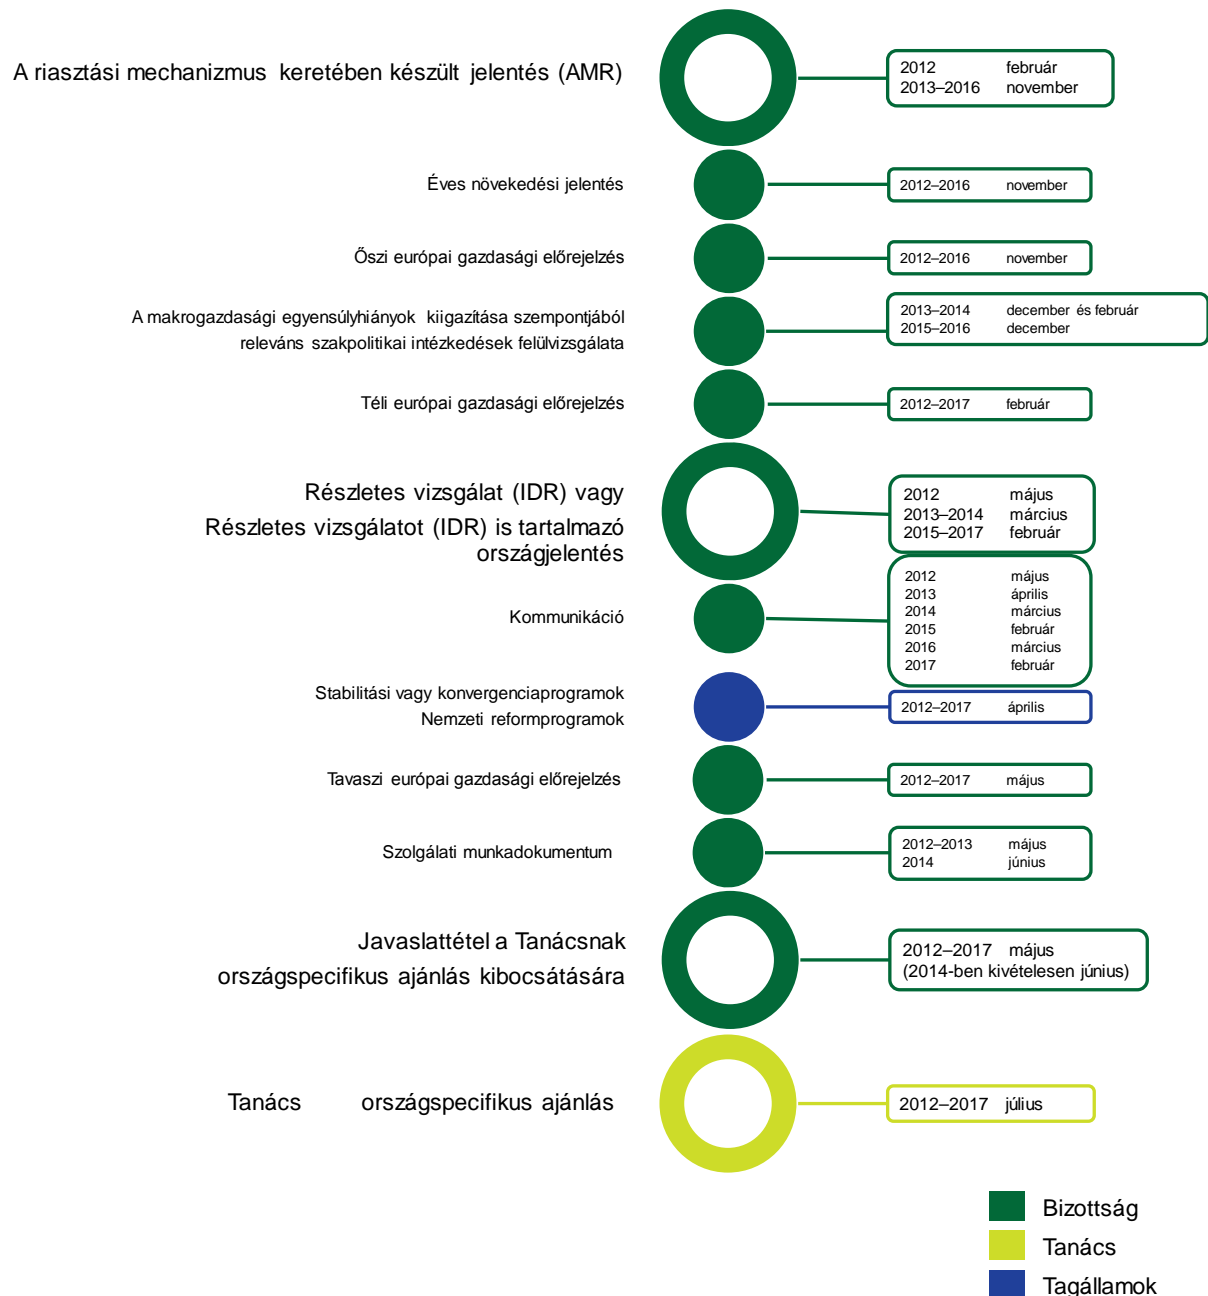 A riasztási mechanizmus keretében készült jelentés (AMR)
2012 február
2013–2016 november
Éves növekedési jelentés
2012–2016 november
Őszi európai gazdasági előrejelzés
2012–2016 november
A makrogazdasági egyensúlyhiányok kiigazítása szempontjából
releváns szakpolitikai intézkedések felülvizsgálata
2013–2014 december és február
2015–2016 december
Téli európai gazdasági előrejelzés
2012–2017 február
Részletes vizsgálat (IDR) vagy
Részletes vizsgálatot (IDR) is tartalmazó
országjelentés
2012 május
2013–2014 március
2015–2017 február
Kommunikáció
2012 május
2013 április
2014 március
2015 február
2016 március
2017 február
Stabilitási vagy konvergenciaprogramok
Nemzeti reformprogramok
2012–2017 április
Tavaszi európai gazdasági előrejelzés
2012–2017 május
Szolgálati munkadokumentum
2012–2013 május
2014 június
Javaslattétel a Tanácsnak
országspecifikus ajánlás kibocsátására
2012–2017 május
(2014-ben kivételesen június)
Tanács országspecifikus ajánlás
2012–2017 július
Bizottság
Tanács
Tagállamok